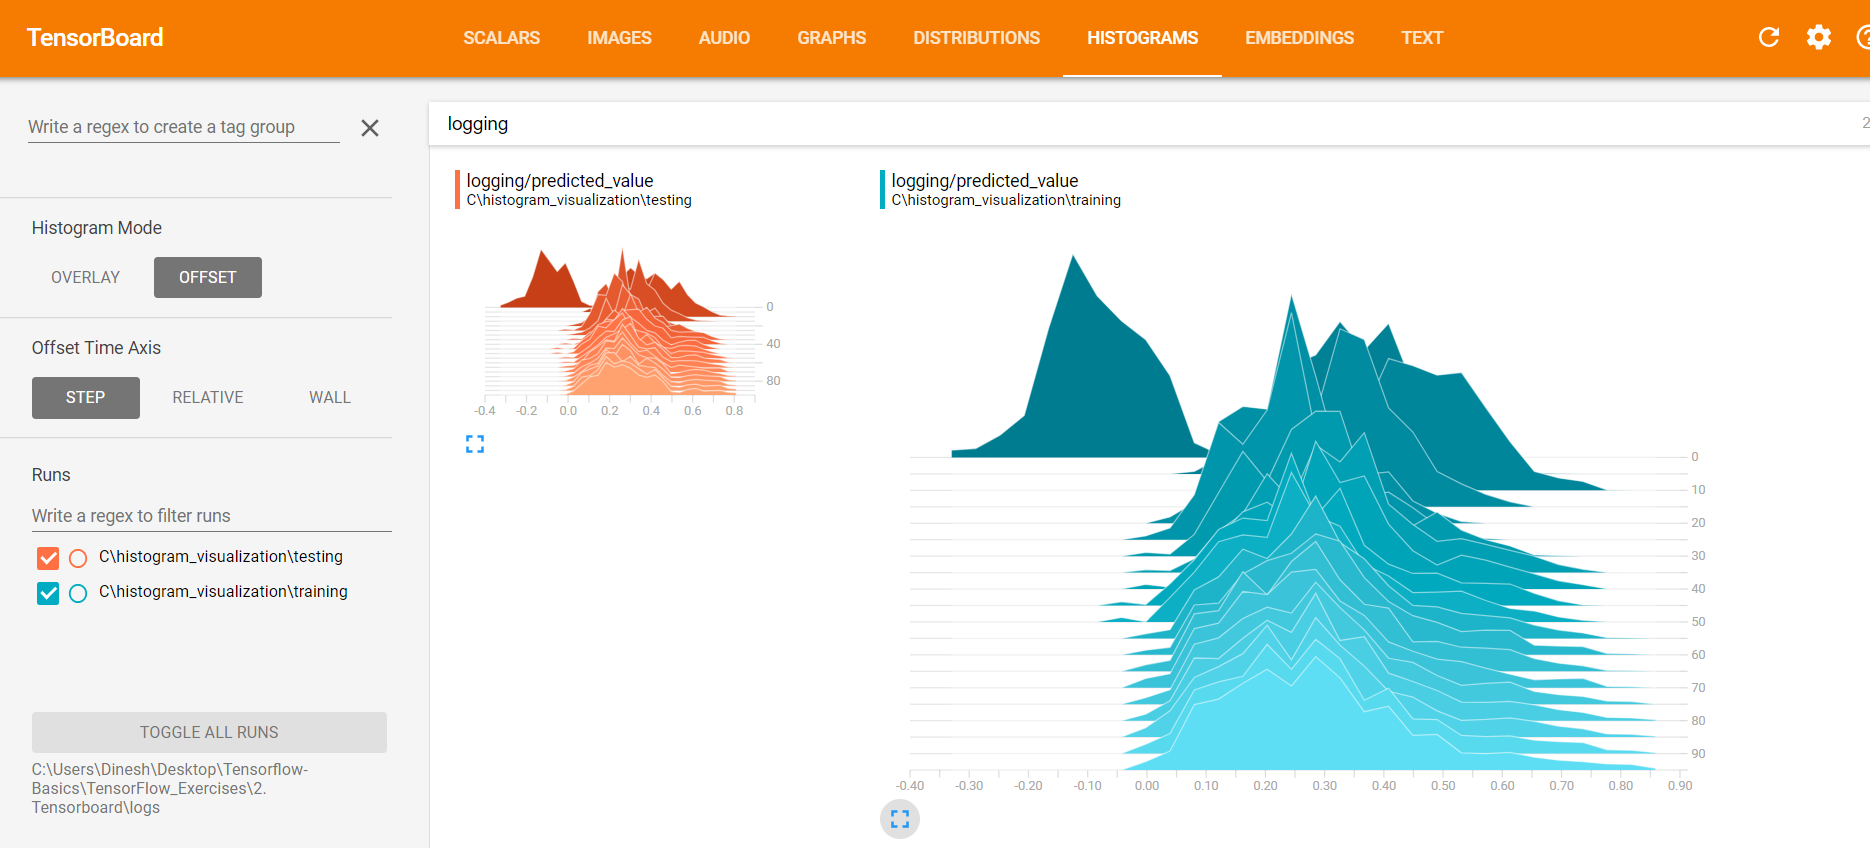 TensorBoard
SCALARS IMAGES AUDIO GRAPHS DISTRIBUTIONS HISTOGRAMS EMBEDDINGS TEXT
Write a regex to create a tag group
Histogram Mode
OVERLAY OFFSET
Offset Time Axis
STEP RELATIVE WALL
Runs
Write a regex to filter runs
C\histogram_visualization\testing
C\histogram_visualization\training
TOGGLE ALL RUNS
C:\Users\Dinesh\Desktop\Tensorflow-
Basics\TensorFlow_Exercises\2.
Tensorboard\logs
logging
2
logging/predicted_value
C\histogram_visualization\testing
0
40
80
-0.4 -0.2 0.0 0.2 0.4 0.6 0.8
logging/predicted_value
C\histogram_visualization\training
0
10
20
30
40
50
60
70
80
90
-0.40 -0.30 -0.20 -0.10 0.00 0.10 0.20 0.30 0.40 0.50 0.60 0.70 0.80 0.90